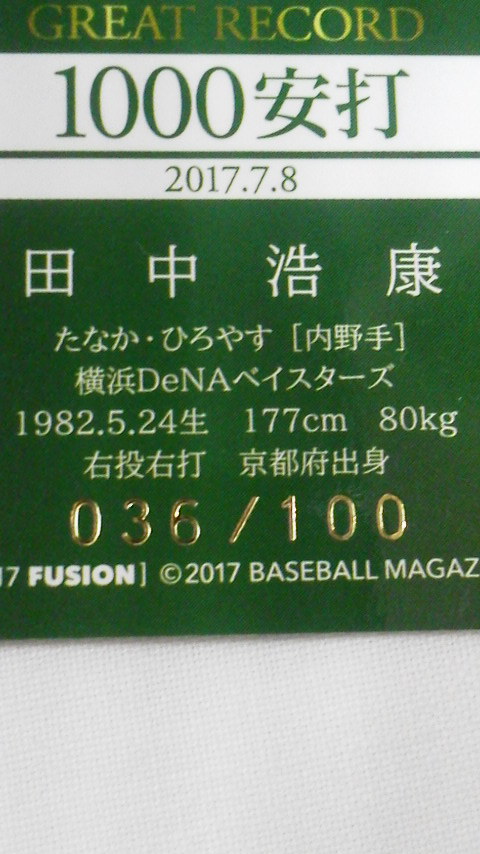 GREAT RECORD
1000安打
2017.7.8
田中浩康
たなか・ひろやす [内野手]
横浜DeNAベイスターズ
1982.5.24生 177cm 80kg
右投右打 京都府出身
036/100
17 FUSION] ©2017 BASEBALL MAGAZ